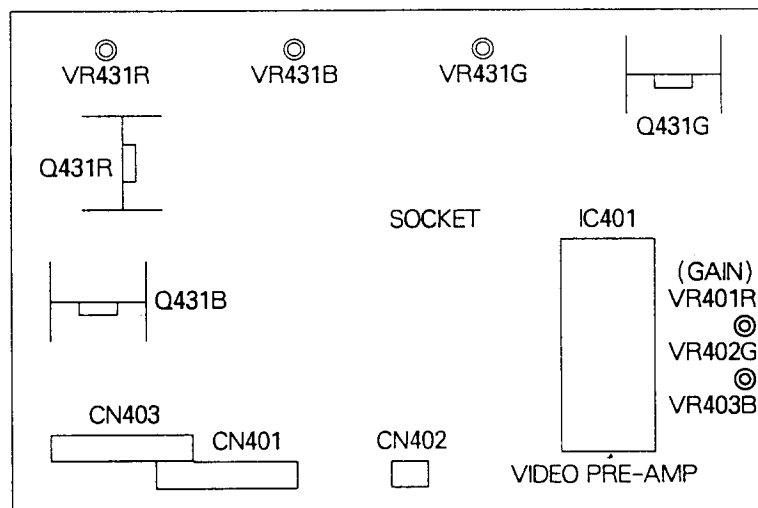 VR431R
VR431B
VR431G
Q431G
Q431R
SOCKET
IC401
(GAIN)
VR401R
Q431B
VR402G
VR403B
CN403
CN401
CN402
VIDEO PRE-AMP